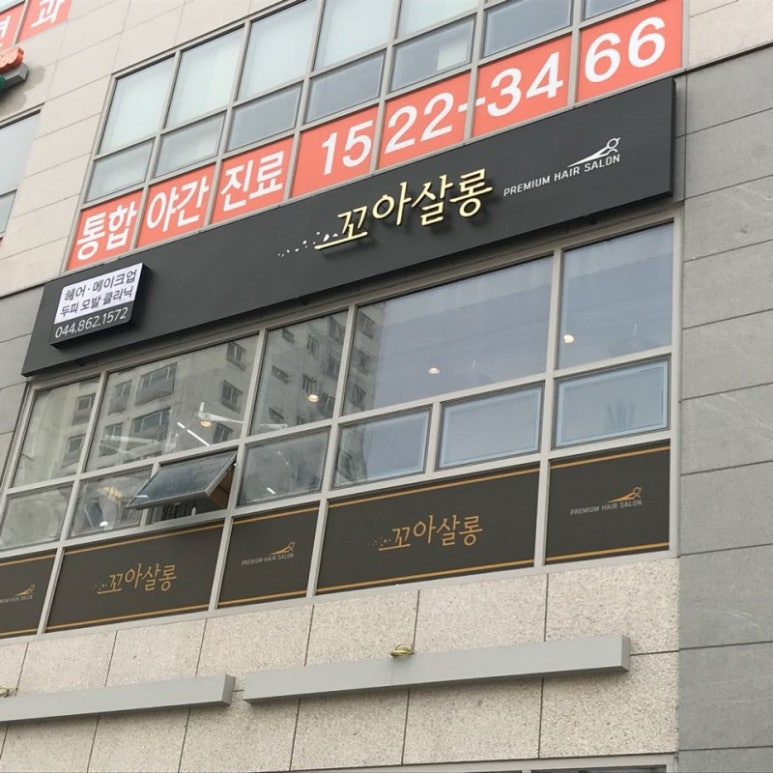 과
통합 야간 진료 1522-3466
꼬아살롱 PREMIUM HAIR SALON
헤어·메이크업
두피 모발 클리닉
044.862.1572
꼬아살롱 PREMIUM HAIR SALON 꼬아살롱 PREMIUM HAIR SALON
HAIR SALON